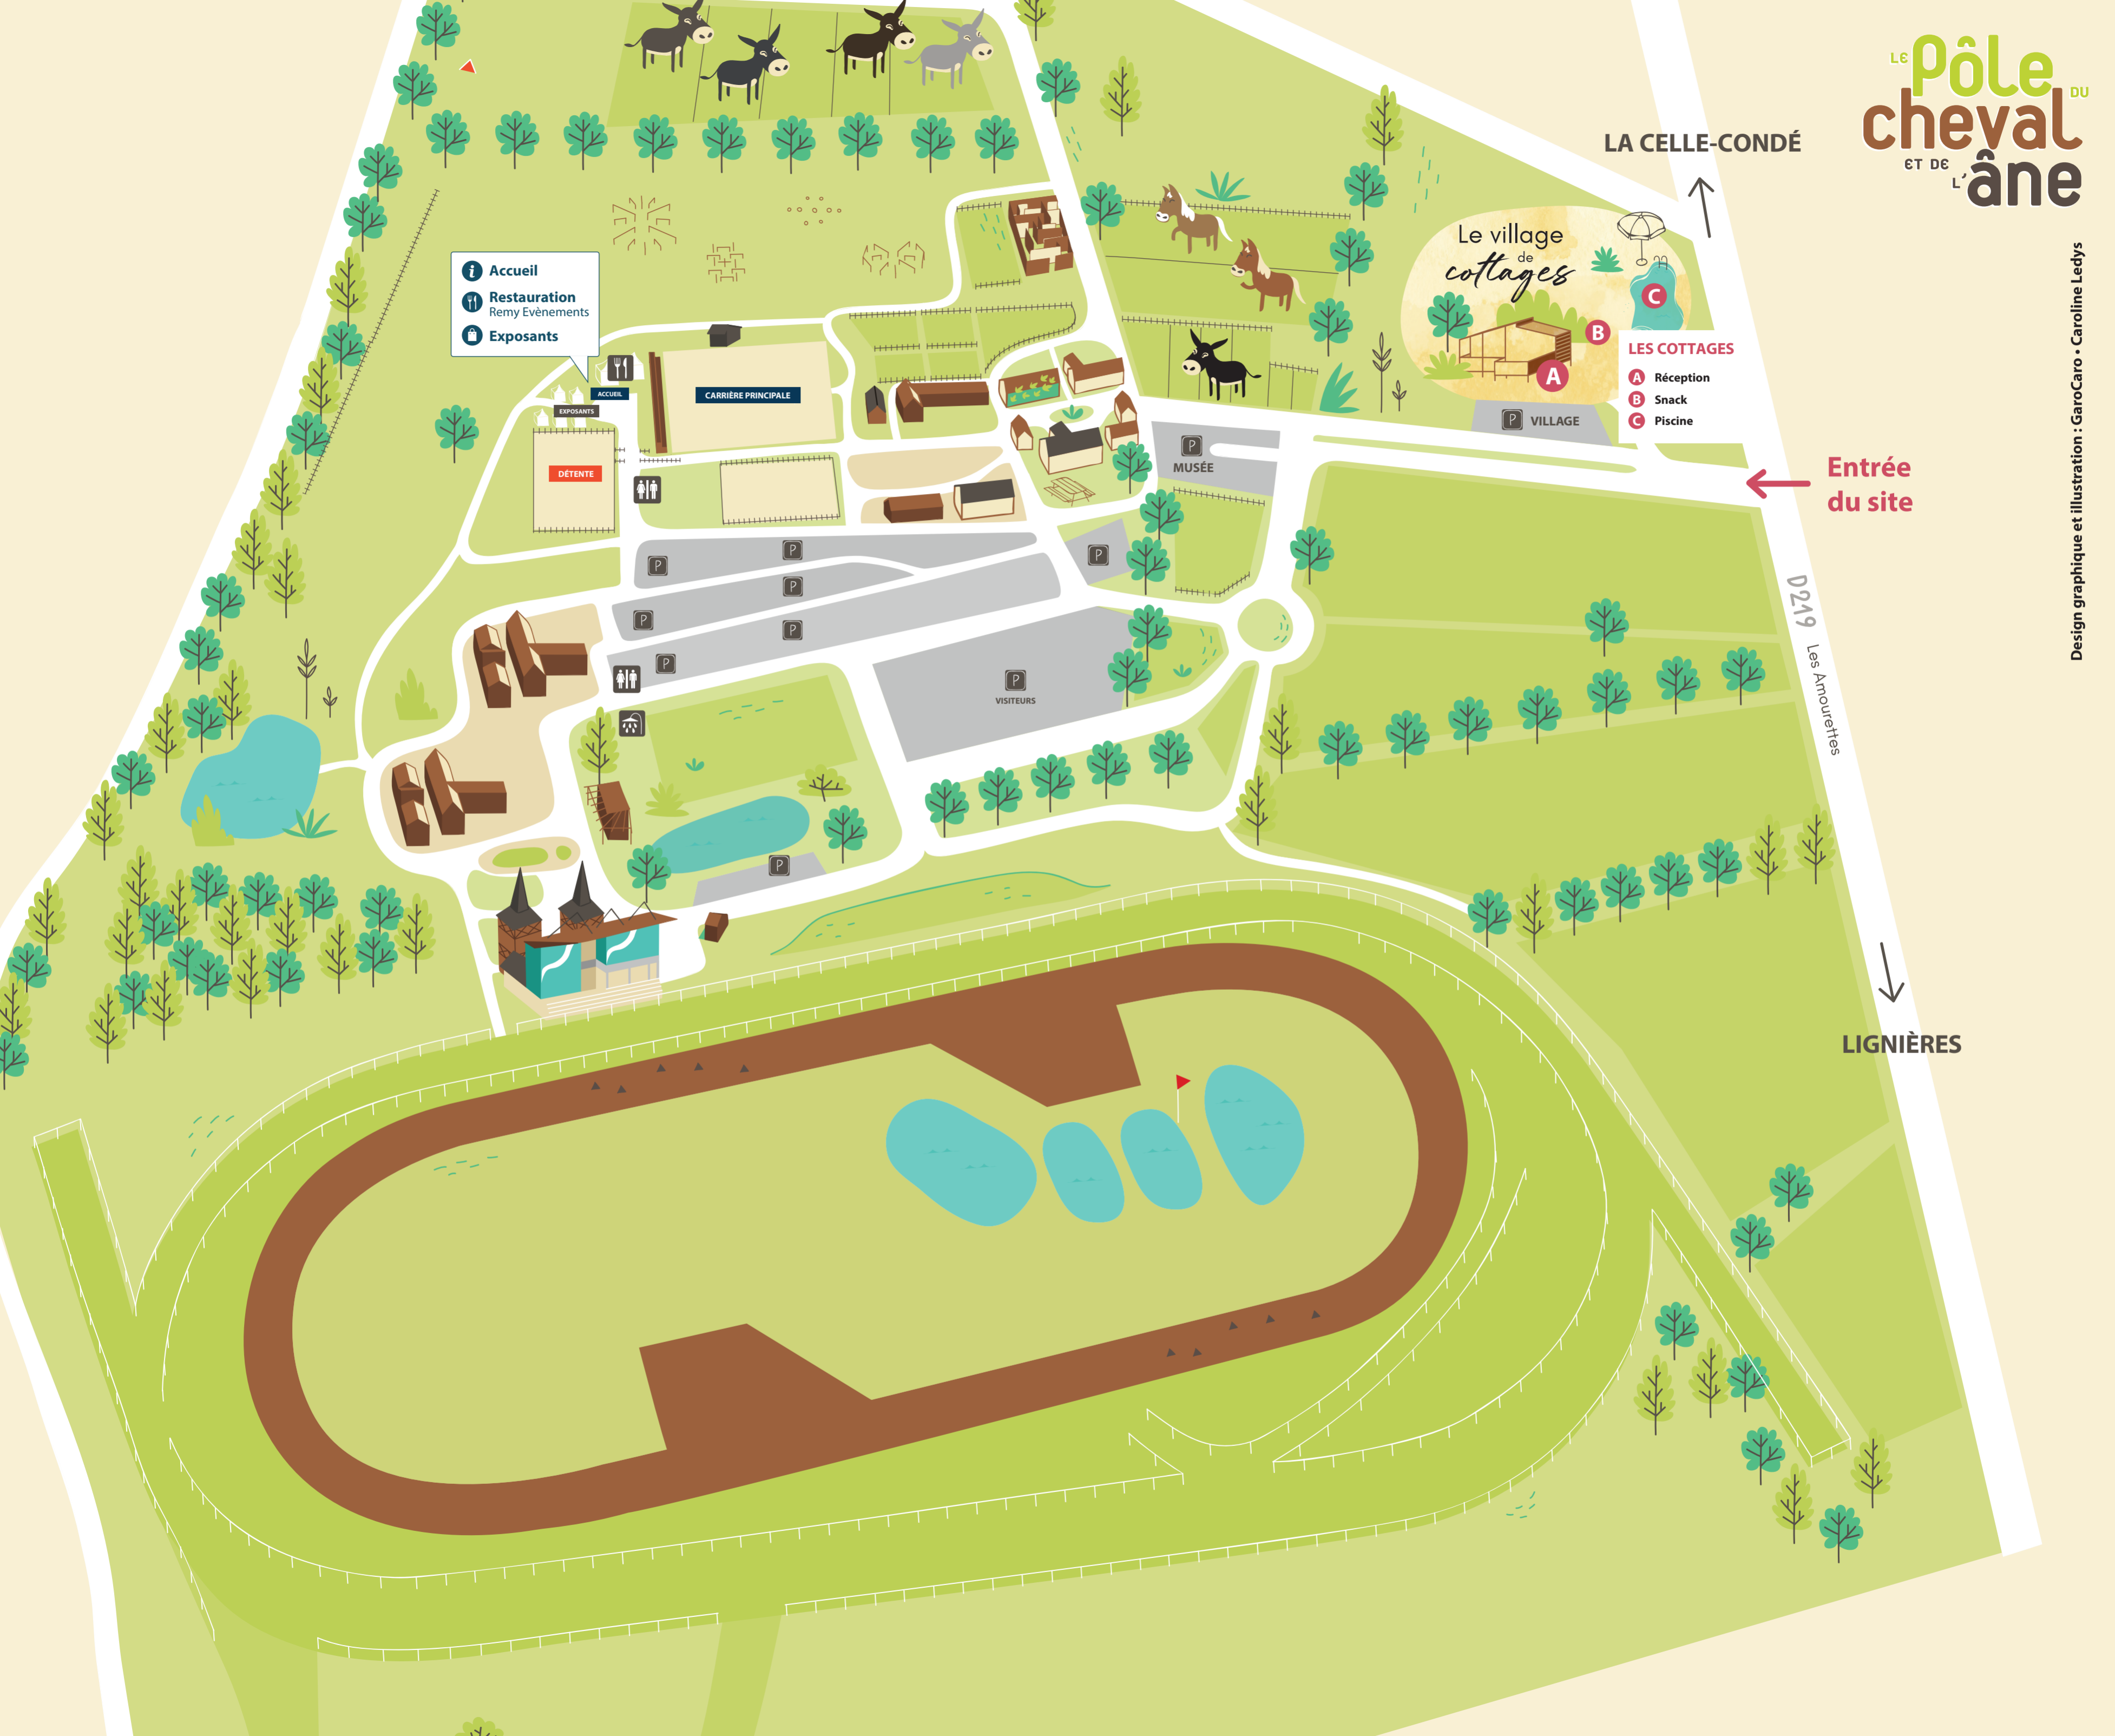 LE Pôle DU
cheval
ET DE L'âne
LA CELLE-CONDÉ
Le village
de
cottages
C
B
A
LES COTTAGES
A Réception
B Snack
C Piscine
P VILLAGE
Entrée
du site
Design graphique et illustration : GaroCaro • Caroline Ledys
i Accueil
Restauration
Remy Evènements
Exposants
ACCUEIL
EXPOSANTS
CARRIÈRE PRINCIPALE
DÉTENTE
P
MUSÉE
P
P
P
P
P
P
P
P
P
VISITEURS
P
D219 Les Amourettes
LIGNIÈRES